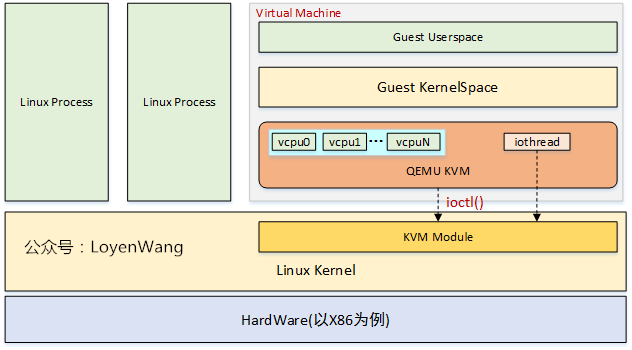 Virtual Machine
Linux Process
Linux Process
Guest Userspace
Guest KernelSpace
vcpu0 vcpu1 ••• vcpuN iothread
QEMU KVM
ioctl()
KVM Module
公众号：LoyenWang
Linux Kernel
HardWare(以X86为例)